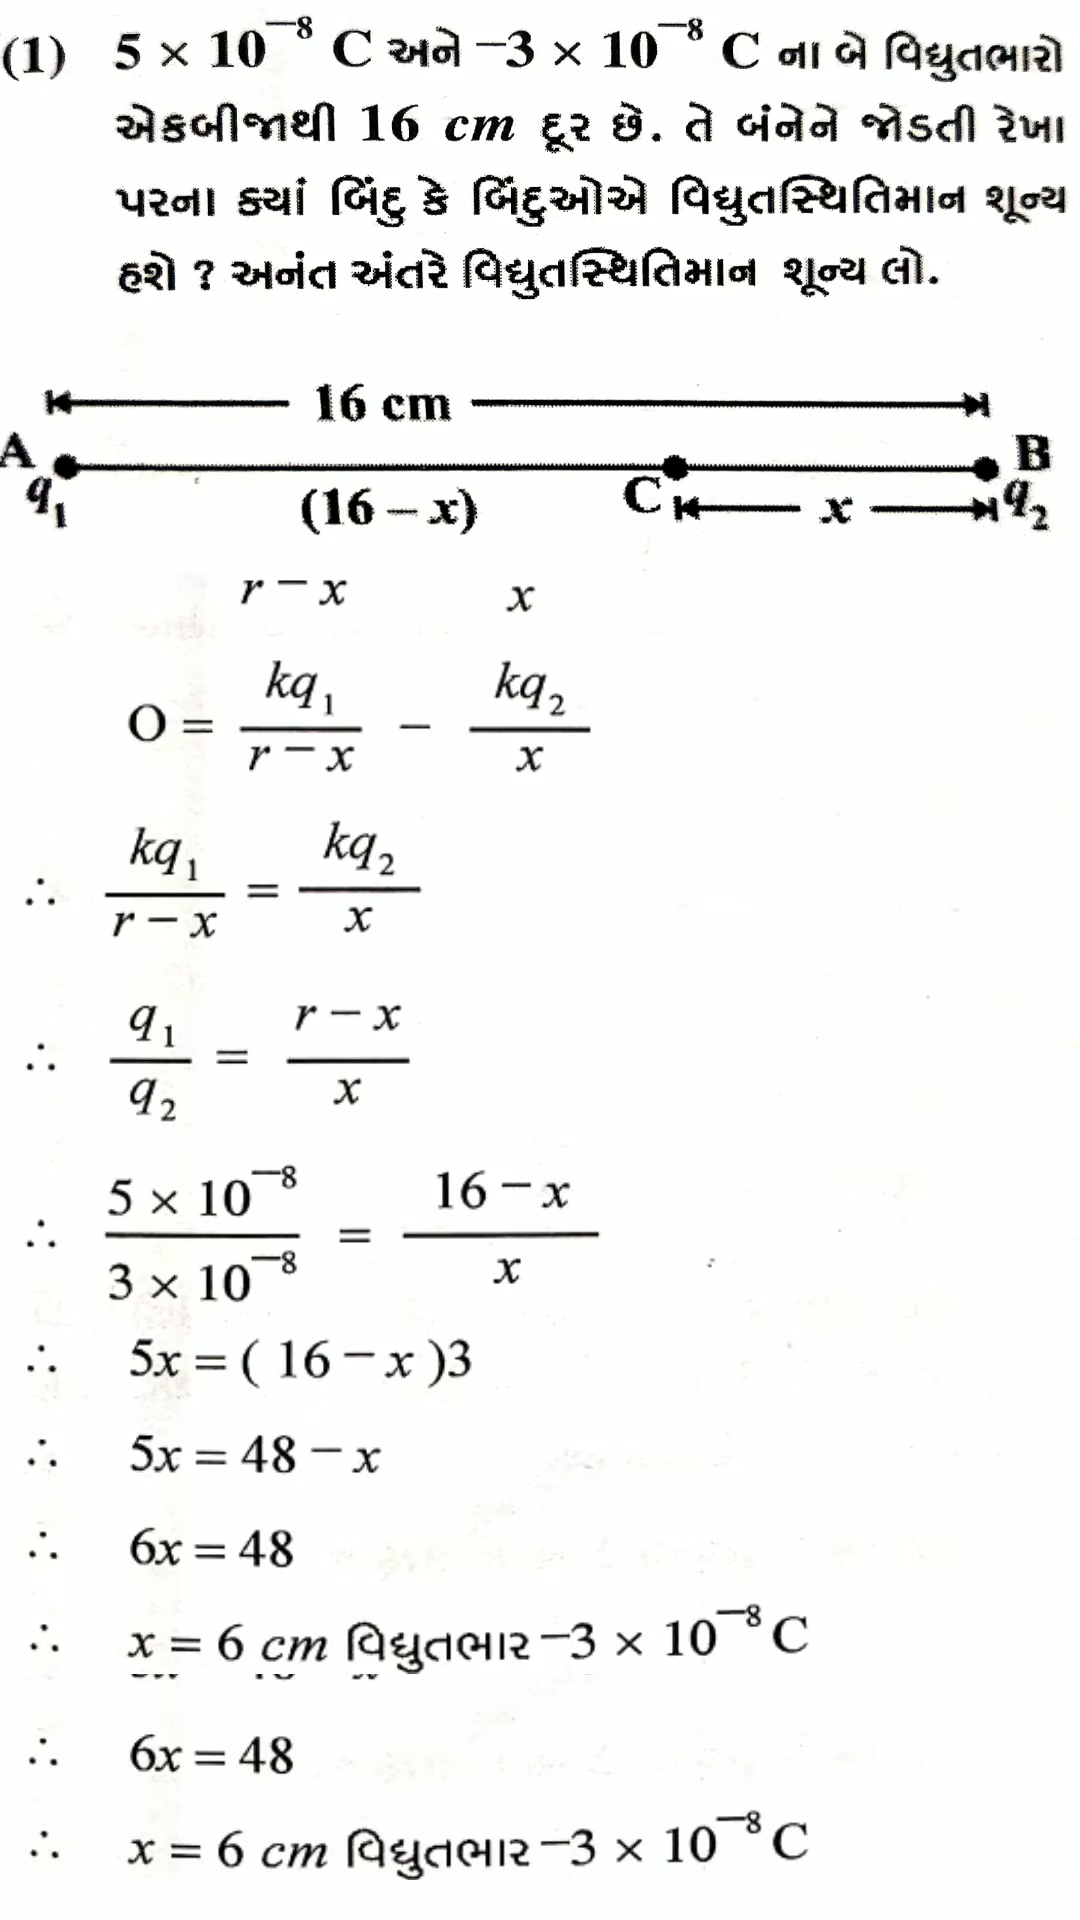 (1) 5 × 10⁻⁸ C અને −3 × 10⁻⁸ C ના બે વિદ્યુતભારો
એકબીજાથી 16 cm દૂર છે. તે બંનેને જોડતી રેખા
પરના ક્યાં બિંદુ કે બિંદુઓએ વિદ્યુતસ્થિતિમાન શૂન્ય
હશે ? અનંત અંતરે વિદ્યુતસ્થિતિમાન શૂન્ય લો.
16 cm
A B
q₁ (16 − x) C x q₂
r − x x
O = kq₁/(r − x) − kq₂/x
∴ kq₁/(r − x) = kq₂/x
∴ q₁/q₂ = (r − x)/x
∴ (5 × 10⁻⁸)/(3 × 10⁻⁸) = (16 − x)/x
∴ 5x = ( 16 − x )3
∴ 5x = 48 − x
∴ 6x = 48
∴ x = 6 cm વિદ્યુતભાર −3 × 10⁻⁸ C
∴ 6x = 48
∴ x = 6 cm વિદ્યુતભાર −3 × 10⁻⁸ C